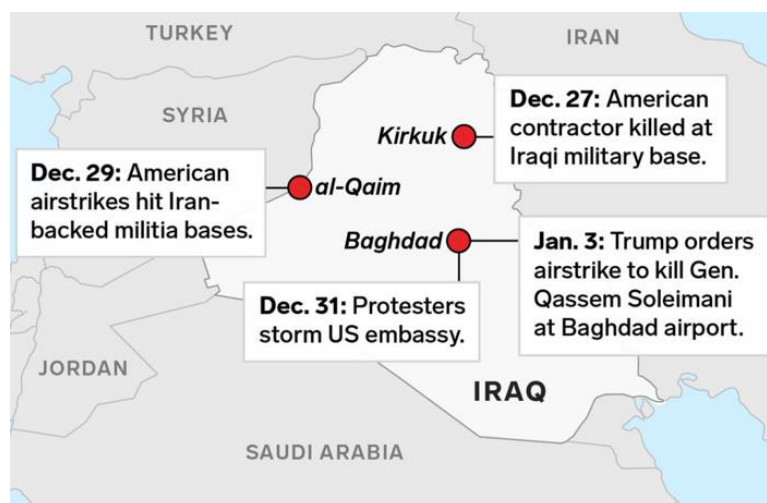 TURKEY
IRAN
SYRIA
Dec. 27: American
contractor killed at
Iraqi military base.
Kirkuk
Dec. 29: American
airstrikes hit Iran-
backed militia bases.
al-Qaim
Baghdad
Jan. 3: Trump orders
airstrike to kill Gen.
Qassem Soleimani
at Baghdad airport.
Dec. 31: Protesters
storm US embassy.
JORDAN
IRAQ
SAUDI ARABIA